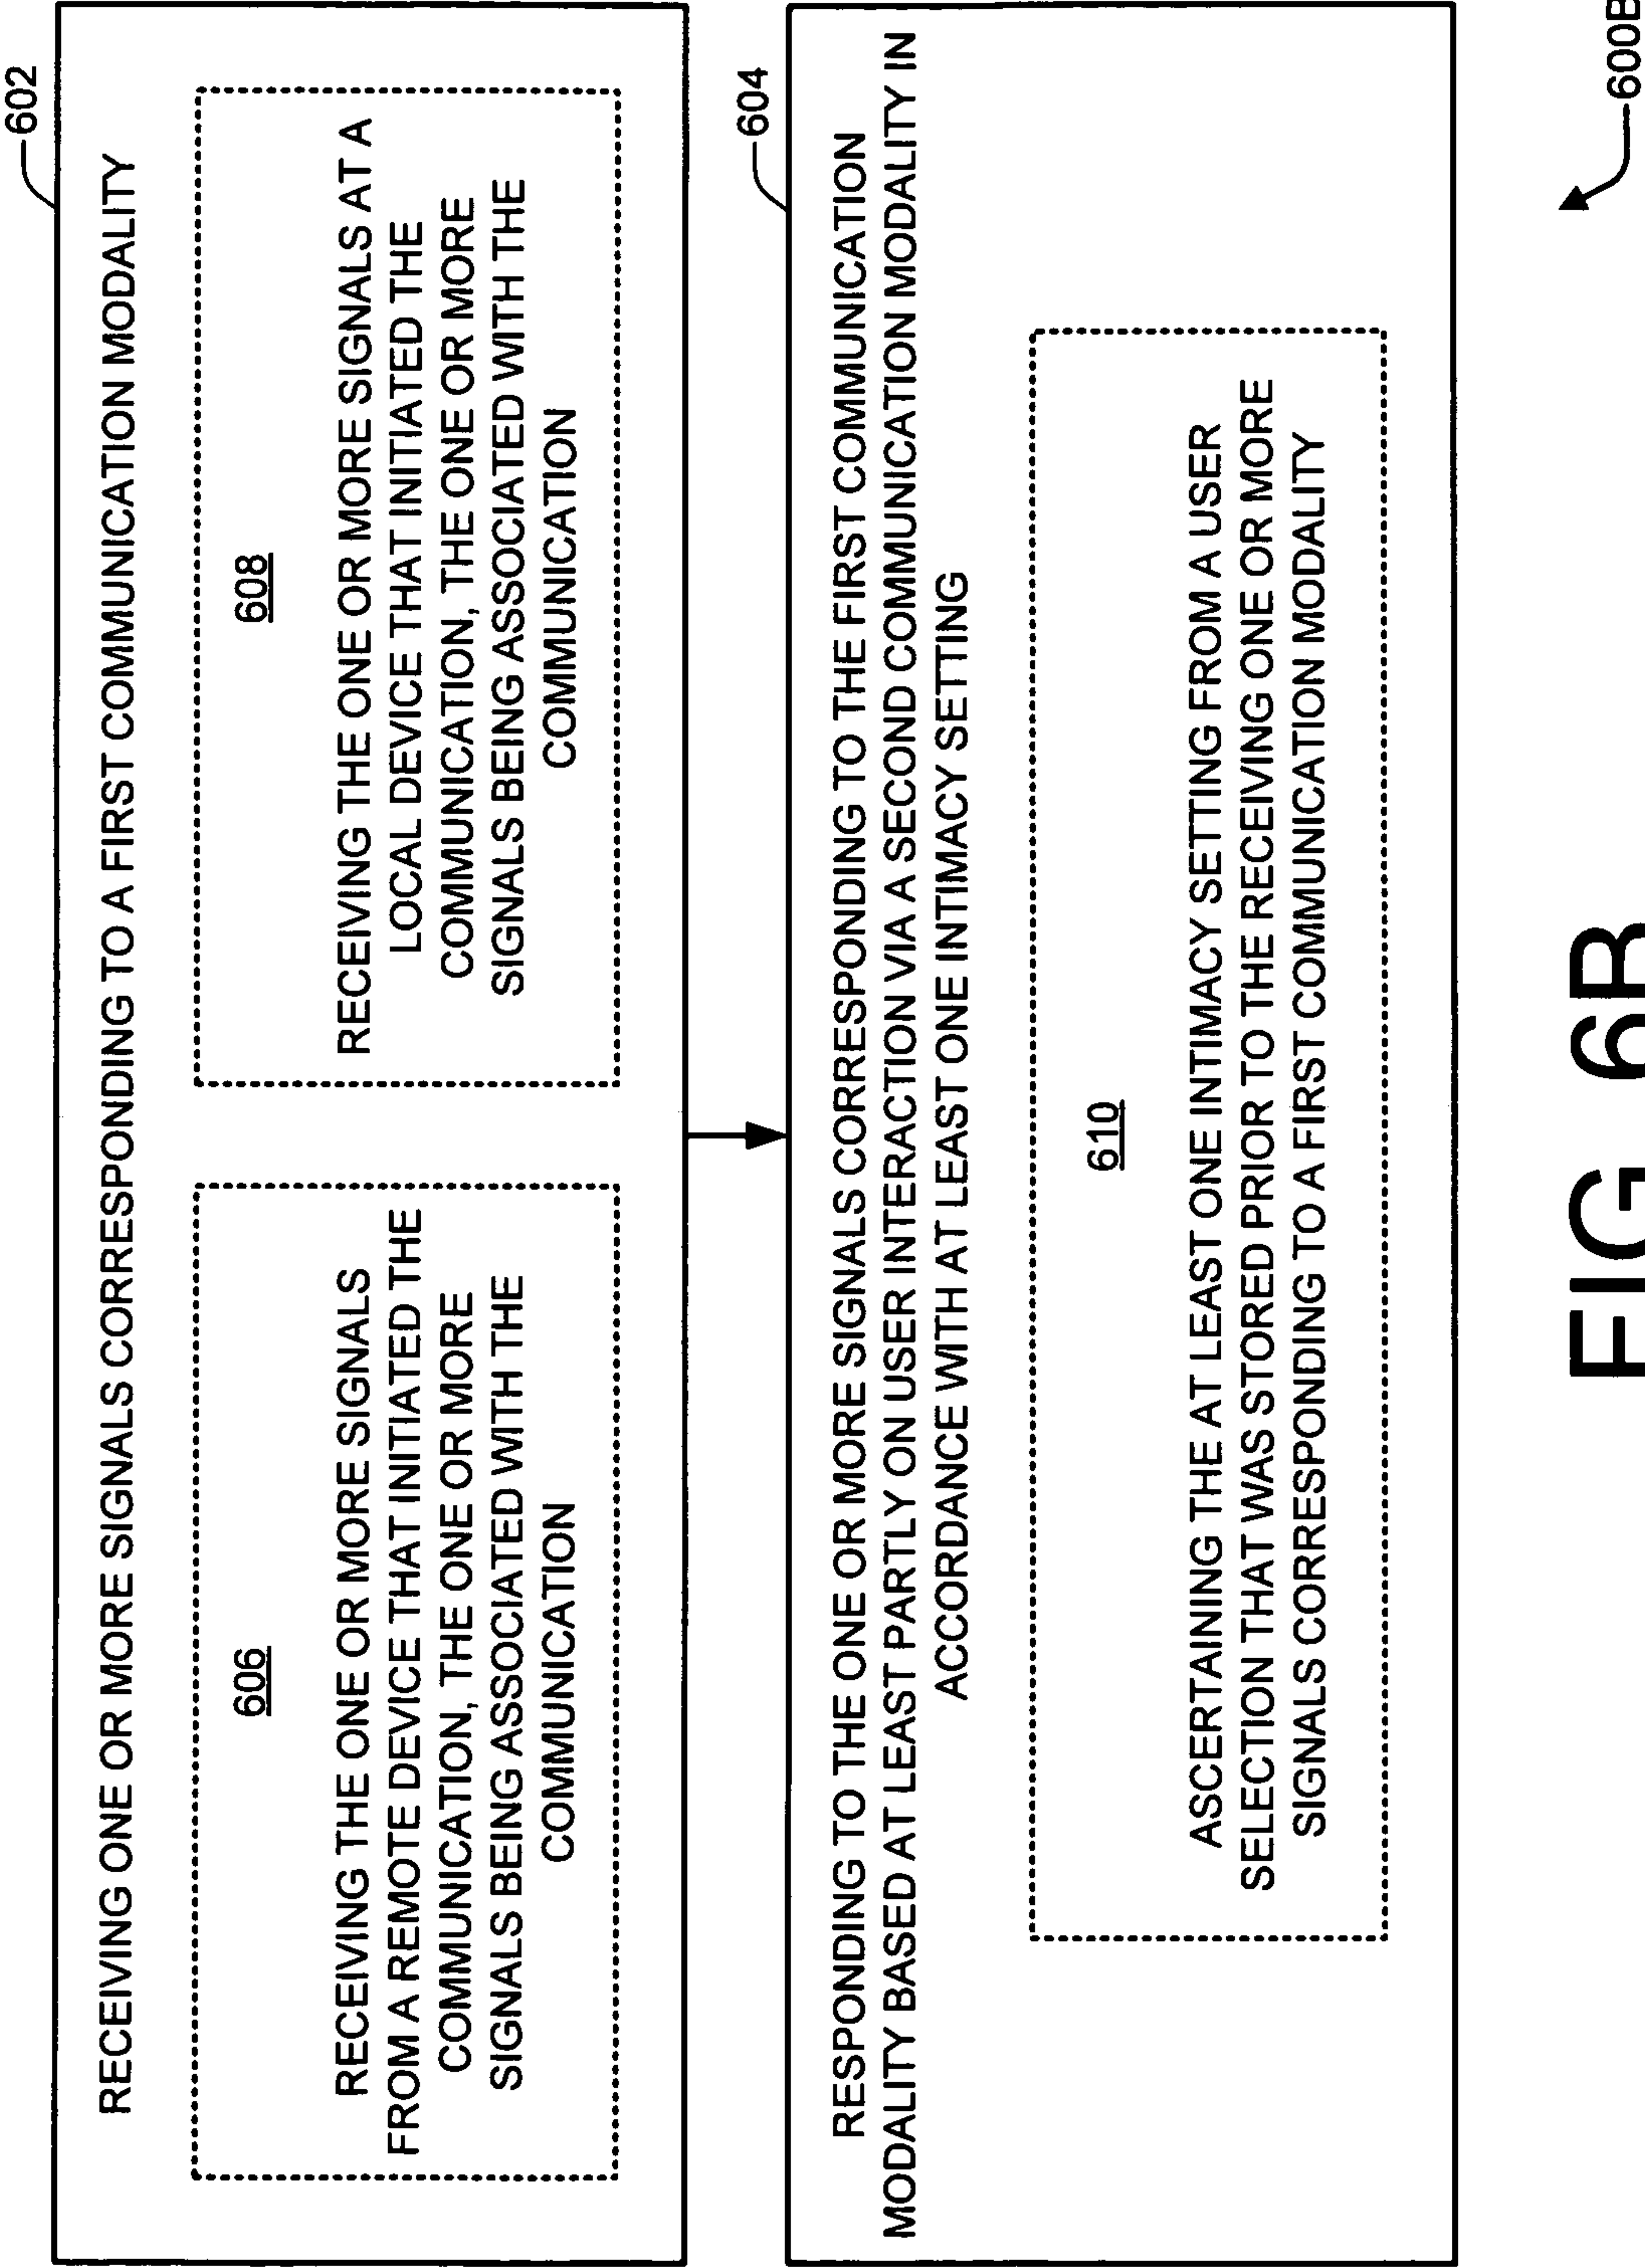 602
RECEIVING ONE OR MORE SIGNALS CORRESPONDING TO A FIRST COMMUNICATION MODALITY
606
RECEIVING THE ONE OR MORE SIGNALS
FROM A REMOTE DEVICE THAT INITIATED THE
COMMUNICATION, THE ONE OR MORE
SIGNALS BEING ASSOCIATED WITH THE
COMMUNICATION
608
RECEIVING THE ONE OR MORE SIGNALS AT A
LOCAL DEVICE THAT INITIATED THE
COMMUNICATION, THE ONE OR MORE
SIGNALS BEING ASSOCIATED WITH THE
COMMUNICATION
604
RESPONDING TO THE ONE OR MORE SIGNALS CORRESPONDING TO THE FIRST COMMUNICATION
MODALITY BASED AT LEAST PARTLY ON USER INTERACTION VIA A SECOND COMMUNICATION MODALITY IN
ACCORDANCE WITH AT LEAST ONE INTIMACY SETTING
610
ASCERTAINING THE AT LEAST ONE INTIMACY SETTING FROM A USER
SELECTION THAT WAS STORED PRIOR TO THE RECEIVING ONE OR MORE
SIGNALS CORRESPONDING TO A FIRST COMMUNICATION MODALITY
600B
FIG 6B